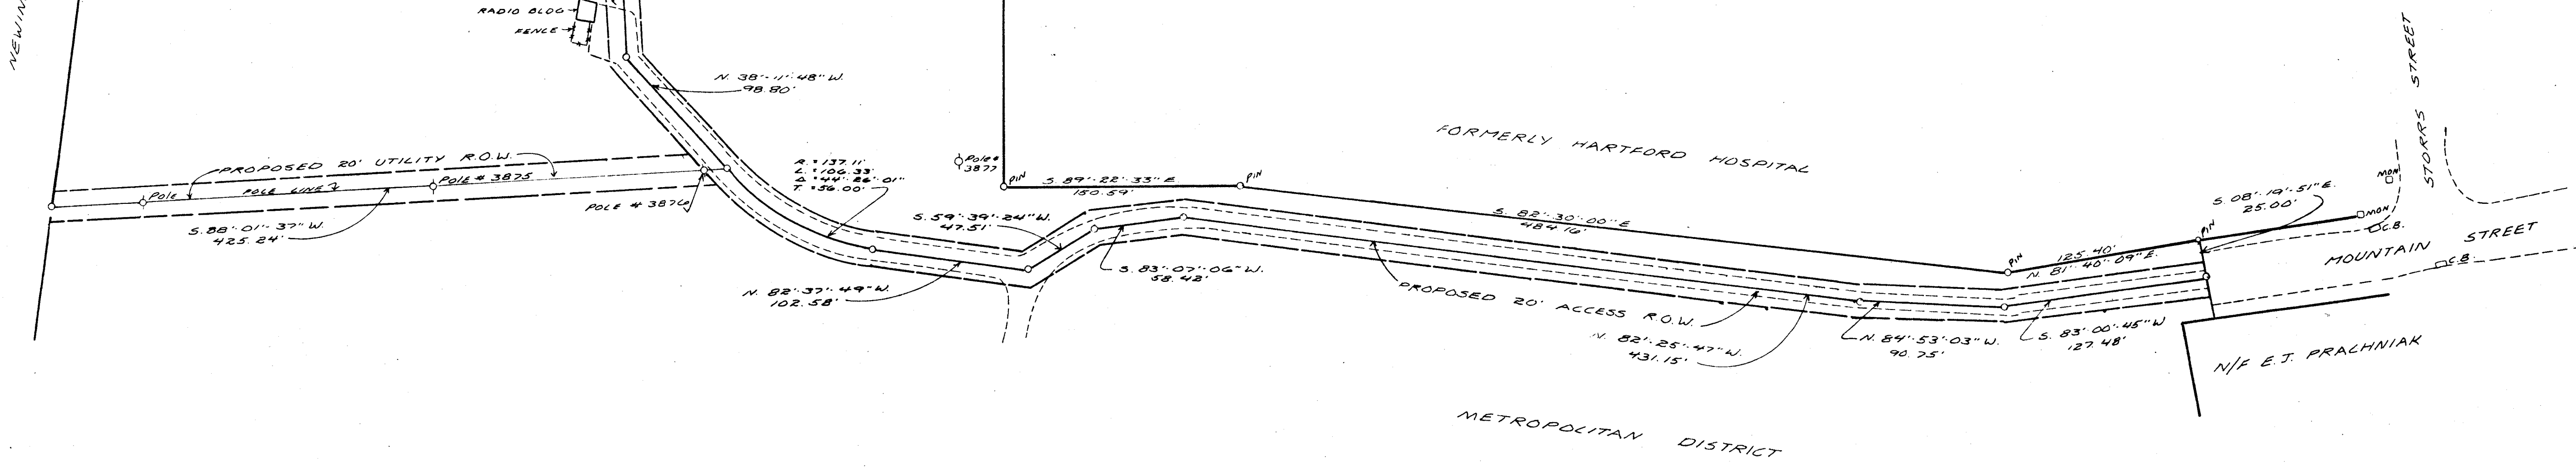 RADIO BLDG
FENCE
N. 38°-11'-48" W.
98.80'
PROPOSED 20' UTILITY R.O.W.
POLE LINE
Pole
Pole # 3875
S. 88°-01'-37" W.
425.24'
POLE # 3876
R. = 137.11'
L. = 106.33'
Δ = 44°-26'-01"
T. = 56.00'
Pole #
3877
PIN
S. 89°-22'-33" E
150.59'
PIN
S. 59°-39'-24" W.
47.51'
N. 82°-37'-49" W.
102.58'
S. 83°-07'-06" W.
58.42'
FORMERLY HARTFORD HOSPITAL
S. 82°-30'-00" E
484.16'
PROPOSED 20' ACCESS R.O.W.
N. 82°-25'-47" W.
431.15'
N. 84°-53'-03" W.
90.75'
S. 83°-00'-45" W
127.48'
PIN
125.40'
N. 81°-40'-09" E.
PIN
S. 08°-19'-51" E.
25.00'
MON
MON
C.B.
C.B.
STORRS STREET
MOUNTAIN STREET
N/F E.J. PRACHNIAK
METROPOLITAN DISTRICT